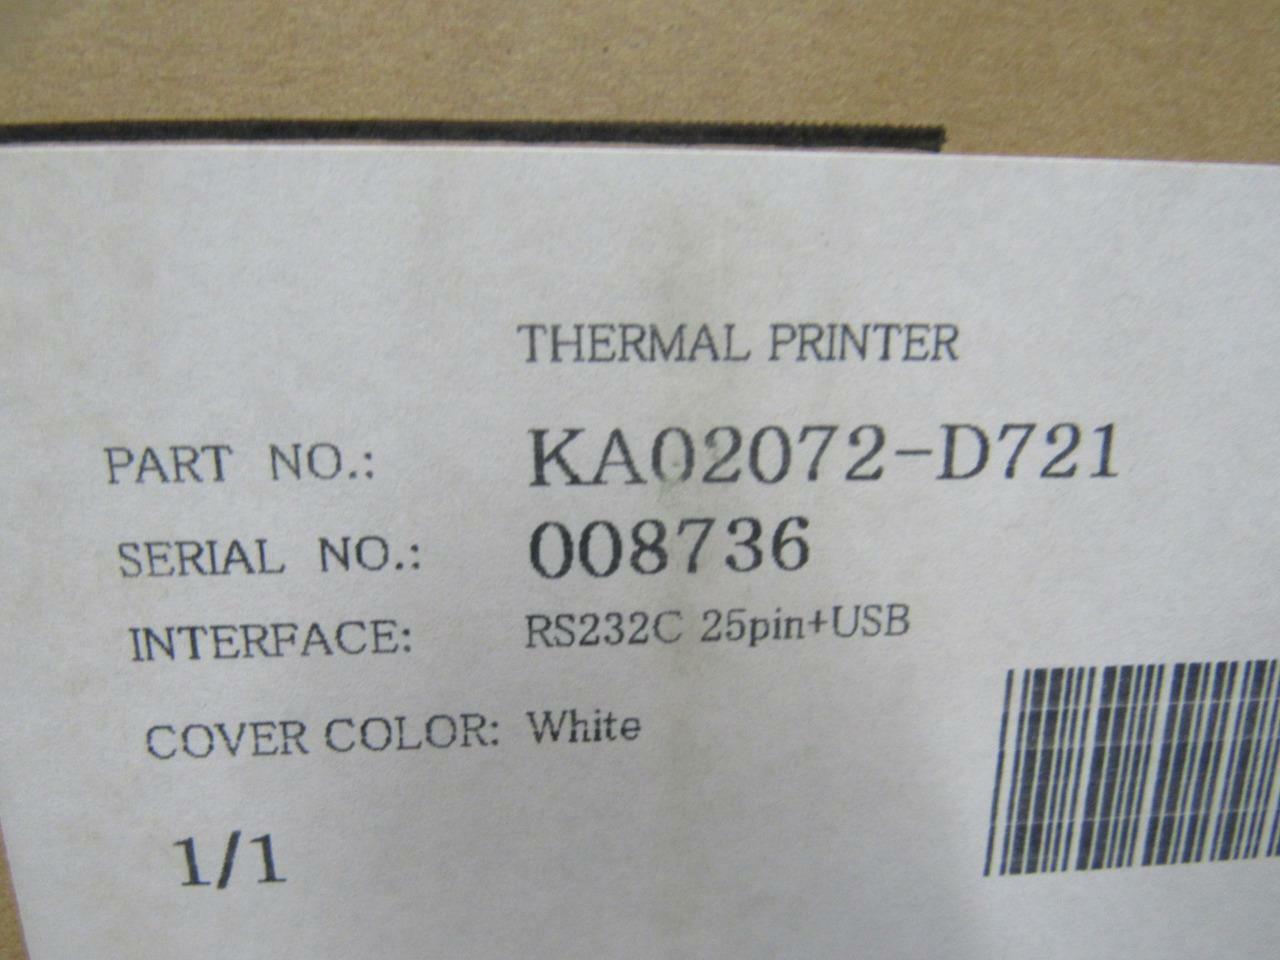 THERMAL PRINTER
PART NO.: KA02072-D721
SERIAL NO.: 008736
INTERFACE: RS232C 25pin+USB
COVER COLOR: White
1/1